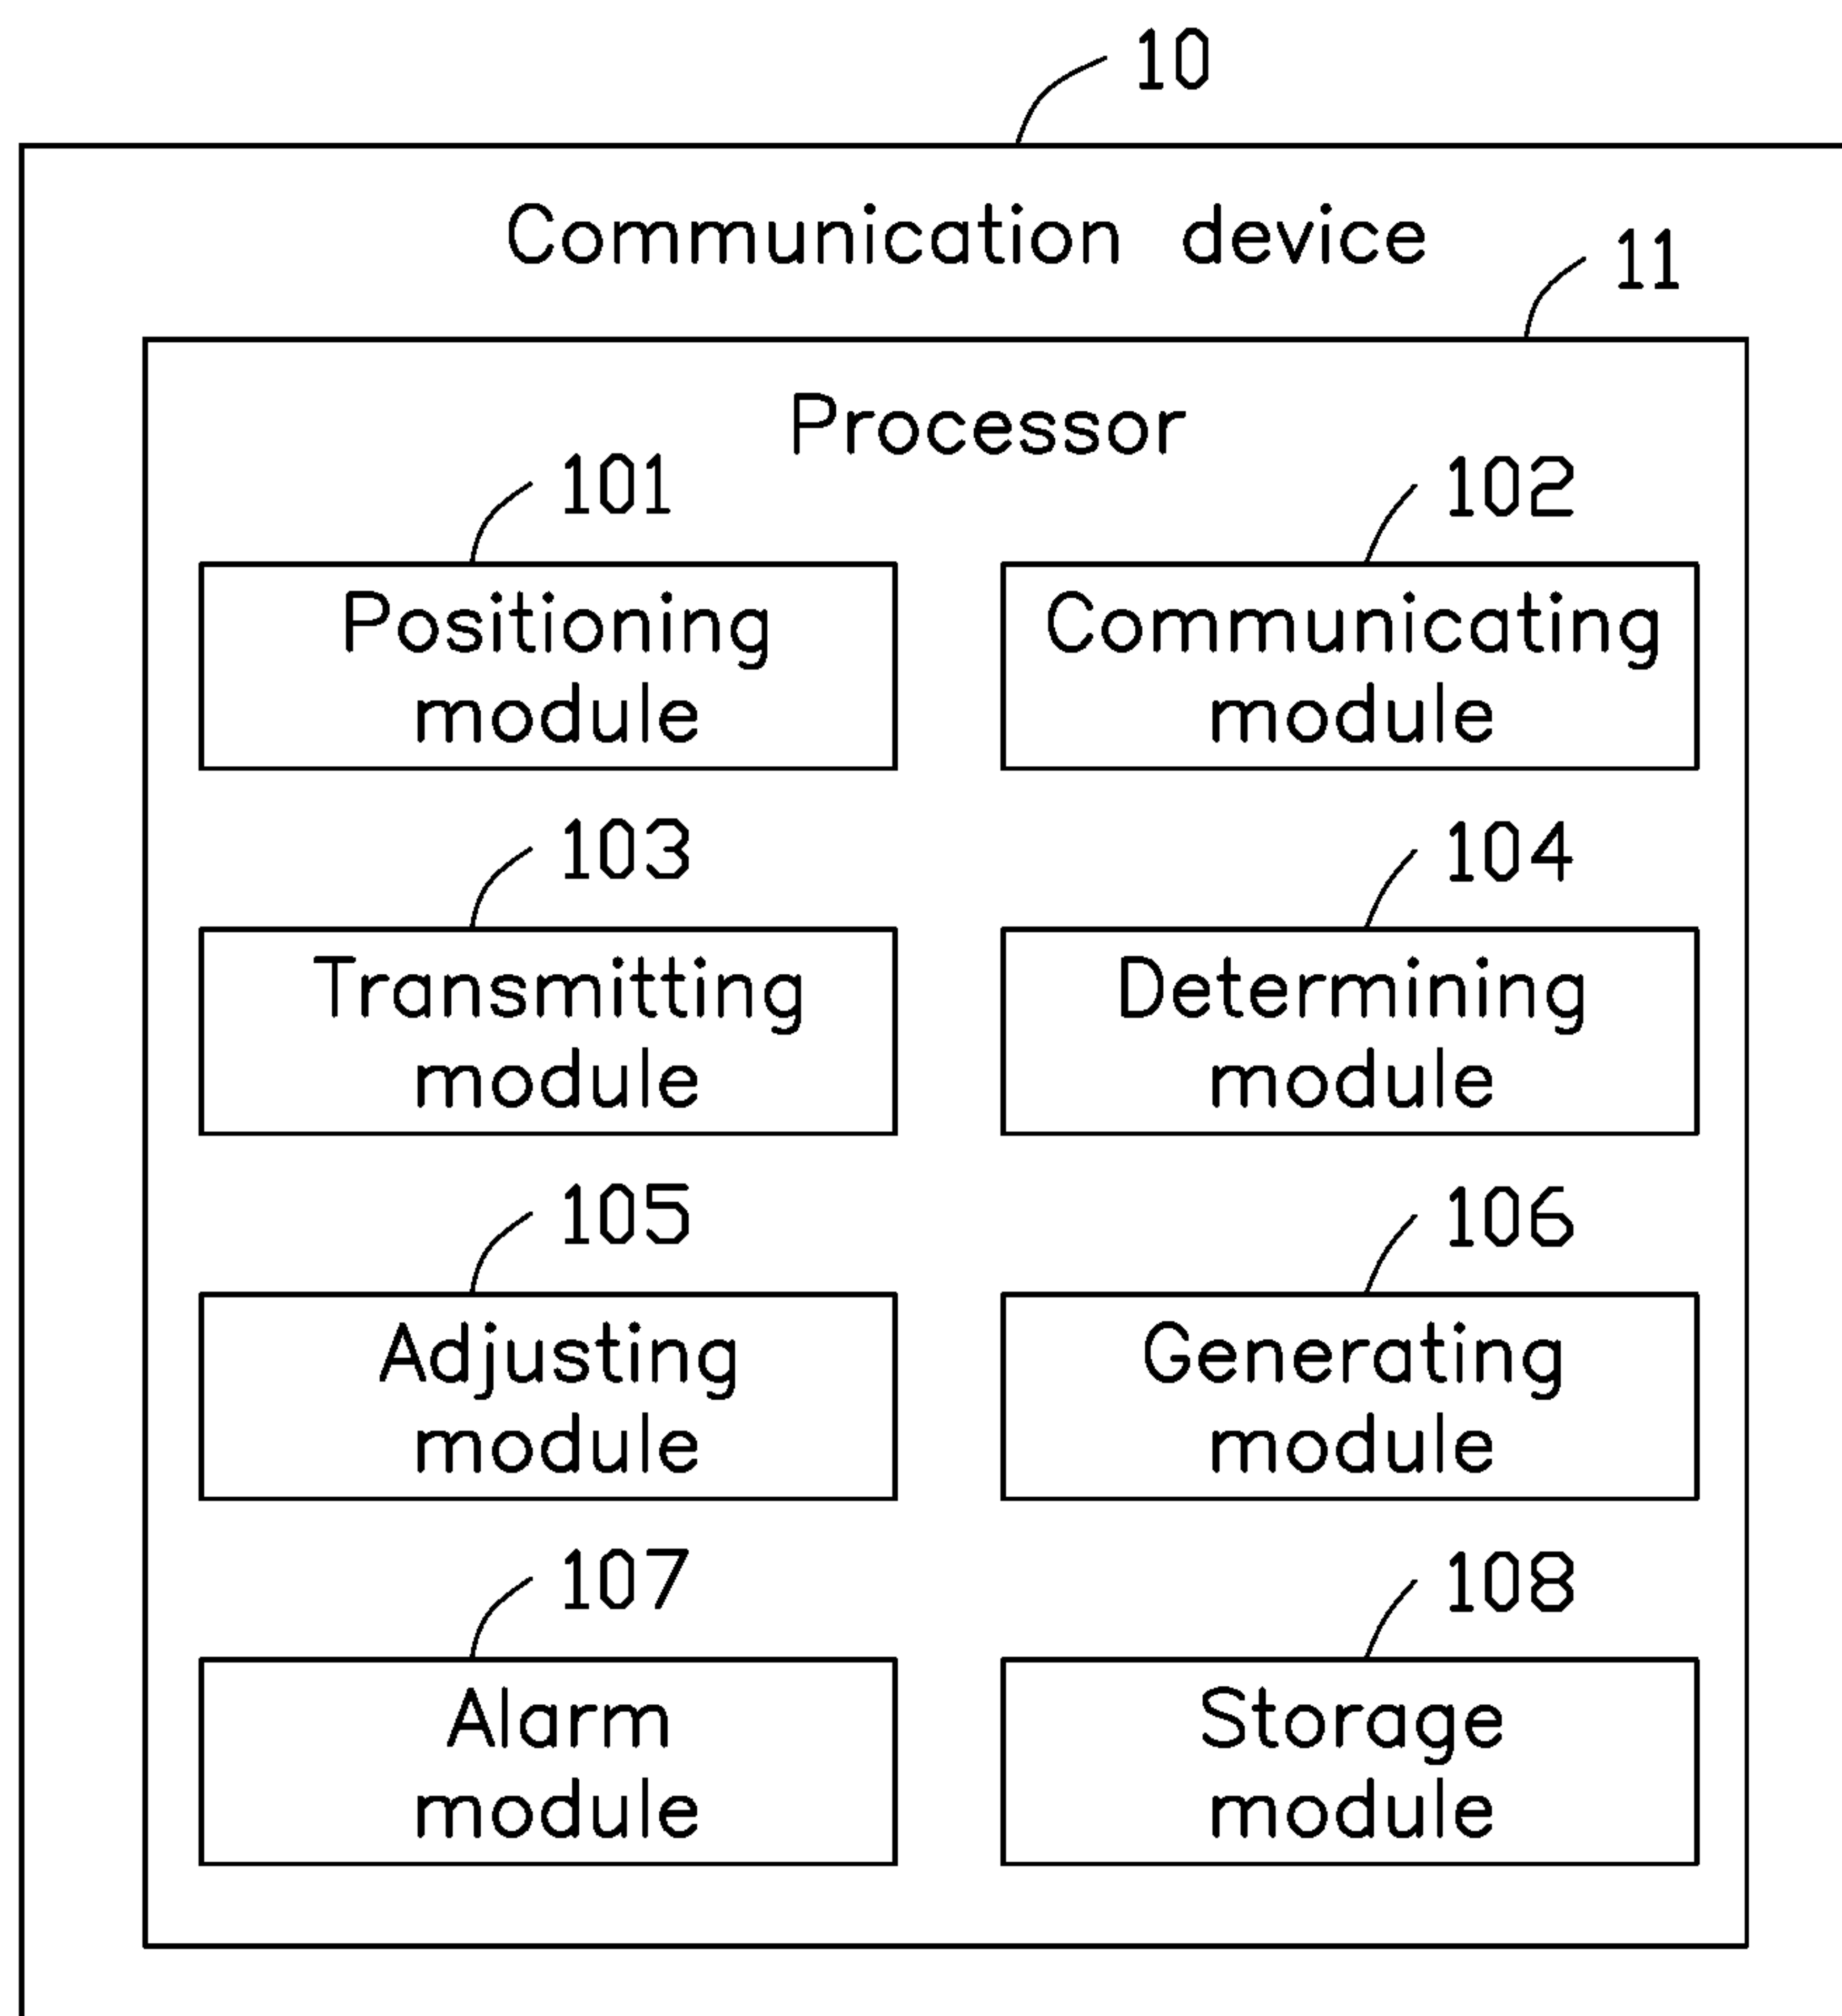 10
Communication device
11
Processor
101
102
Positioning
module
Communicating
module
103
104
Transmitting
module
Determining
module
105
106
Adjusting
module
Generating
module
107
108
Alarm
module
Storage
module